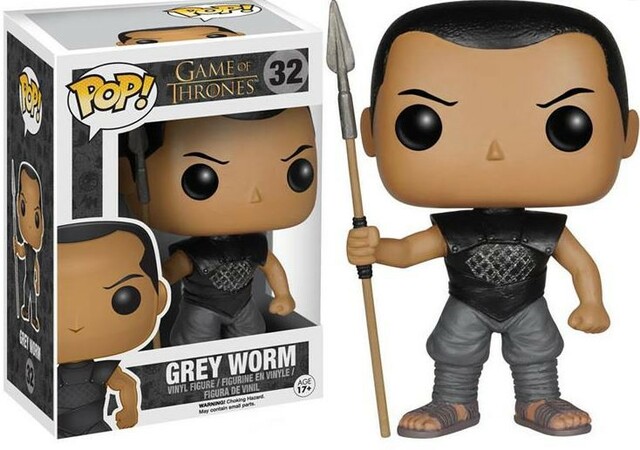 POP!
POP!
GAME OF
THRONES
32
GREY WORM
32
GREY WORM
VINYL FIGURE / FIGURINE EN VINYLE /
FIGURA DE VINIL
AGE
17+
WARNING! Choking Hazard.
May contain small parts.